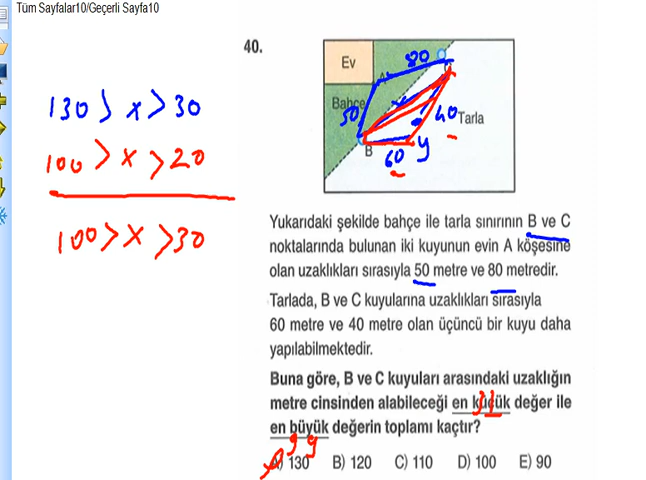 Tüm Sayfalar10/Geçerli Sayfa10
40.
Ev
80
A
C
130 > x > 30
Bahçe
50
x
40
Tarla
100 > x > 20
B
60
y
100 > x > 30
Yukarıdaki şekilde bahçe ile tarla sınırının B ve C
noktalarında bulunan iki kuyunun evin A köşesine
olan uzaklıkları sırasıyla 50 metre ve 80 metredir.
Tarlada, B ve C kuyularına uzaklıkları sırasıyla
60 metre ve 40 metre olan üçüncü bir kuyu daha
yapılabilmektedir.
Buna göre, B ve C kuyuları arasındaki uzaklığın
metre cinsinden alabileceği en küçük değer ile
31
en büyük değerin toplamı kaçtır?
99
A) 130 B) 120 C) 110 D) 100 E) 90